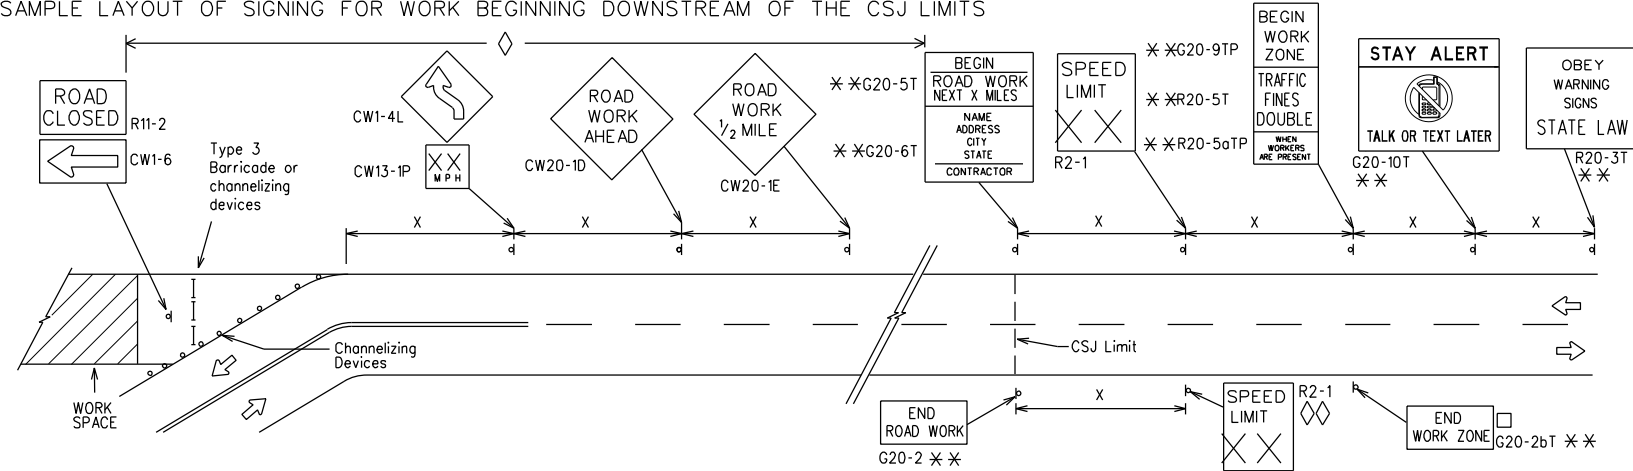 SAMPLE LAYOUT OF SIGNING FOR WORK BEGINNING DOWNSTREAM OF THE CSJ LIMITS
ROAD
CLOSED
R11-2
CW1-6
Type 3
Barricade or
channelizing
devices
CW1-4L
CW13-1P
X X
MPH
ROAD
WORK
AHEAD
CW20-1D
ROAD
WORK
1/2 MILE
CW20-1E
* *G20-5T
* *G20-6T
BEGIN
ROAD WORK
NEXT X MILES
NAME
ADDRESS
CITY
STATE
CONTRACTOR
SPEED
LIMIT
X X
R2-1
* *G20-9TP
* *R20-5T
* *R20-5aTP
BEGIN
WORK
ZONE
TRAFFIC
FINES
DOUBLE
WHEN
WORKERS
ARE PRESENT
STAY ALERT
TALK OR TEXT LATER
G20-10T
* *
OBEY
WARNING
SIGNS
STATE LAW
R20-3T
* *
X
X
X
X
X
X
X
Channelizing
Devices
CSJ Limit
WORK
SPACE
X
END
ROAD WORK
G20-2 * *
SPEED
LIMIT
X X
R2-1
END
WORK ZONE
G20-2bT * *